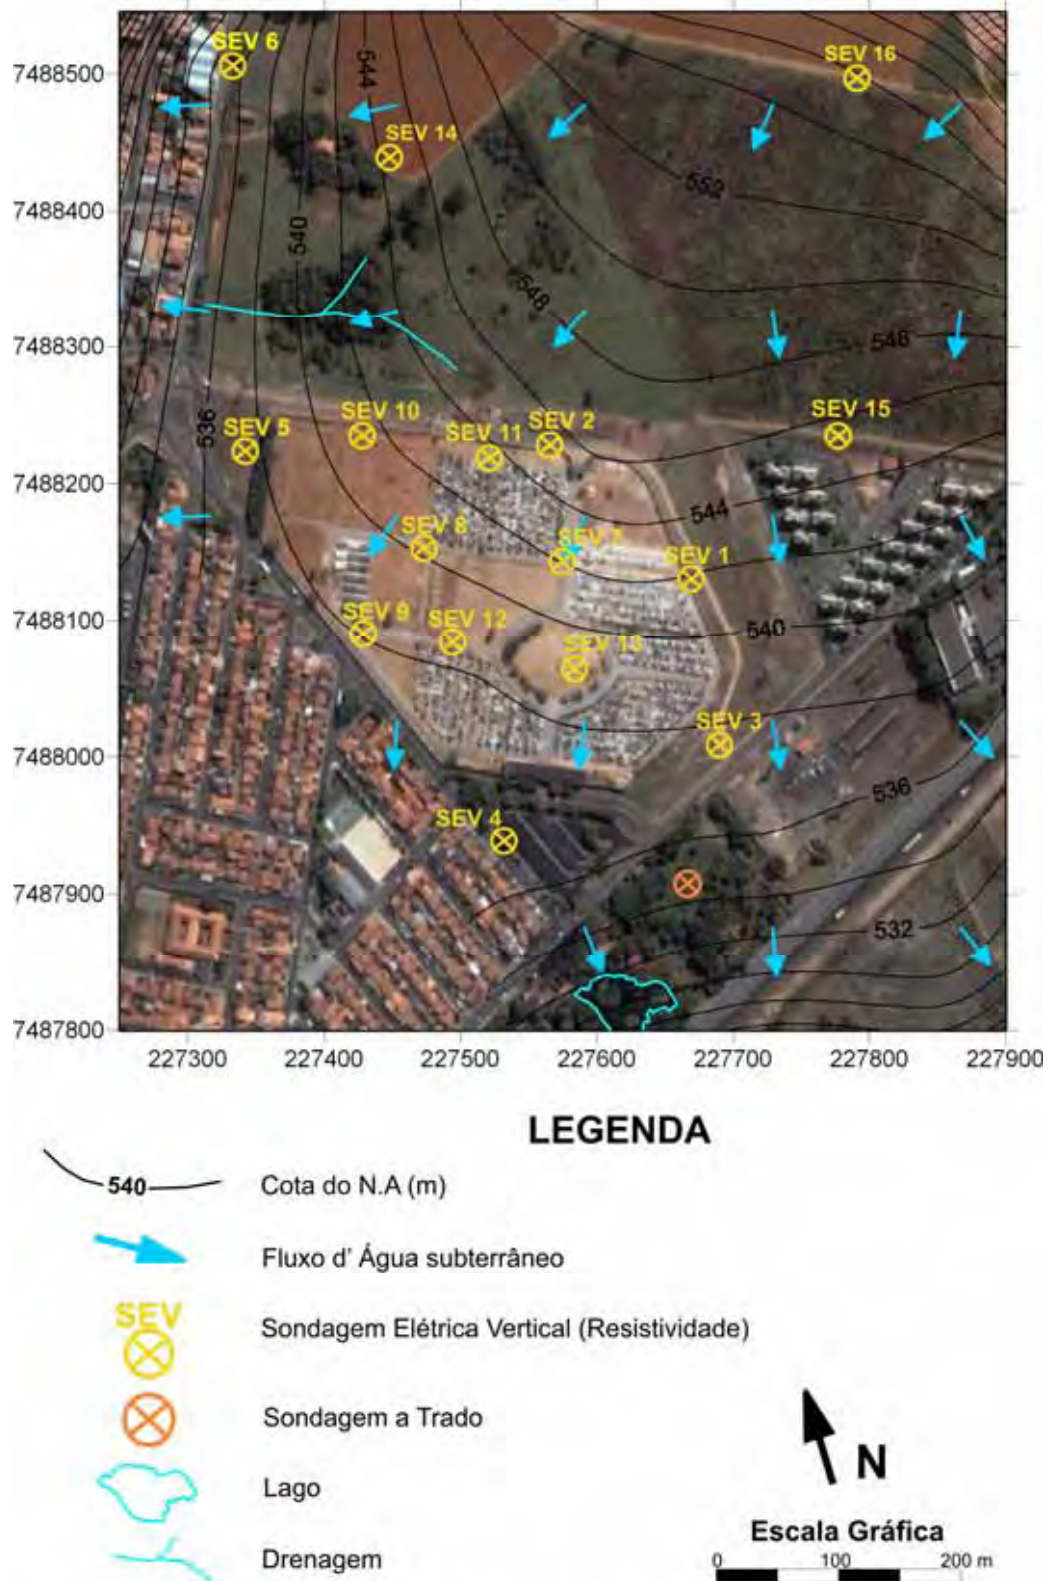 SEV 6
SEV 16
7488500
544
SEV 14
552
7488400
540
548
7488300
548
SEV 10
SEV 2
SEV 15
SEV 5
536
SEV 11
7488200
544
SEV 8
SEV 7
SEV 1
7488100
SEV 9
SEV 12
540
SEV 13
SEV 3
7488000
536
SEV 4
7487900
532
7487800
227300 227400 227500 227600 227700 227800 227900
LEGENDA
540 Cota do N.A (m)
Fluxo d' Água subterrâneo
SEV
Sondagem Elétrica Vertical (Resistividade)
Sondagem a Trado
N
Lago
Escala Gráfica
Drenagem
0 100 200 m